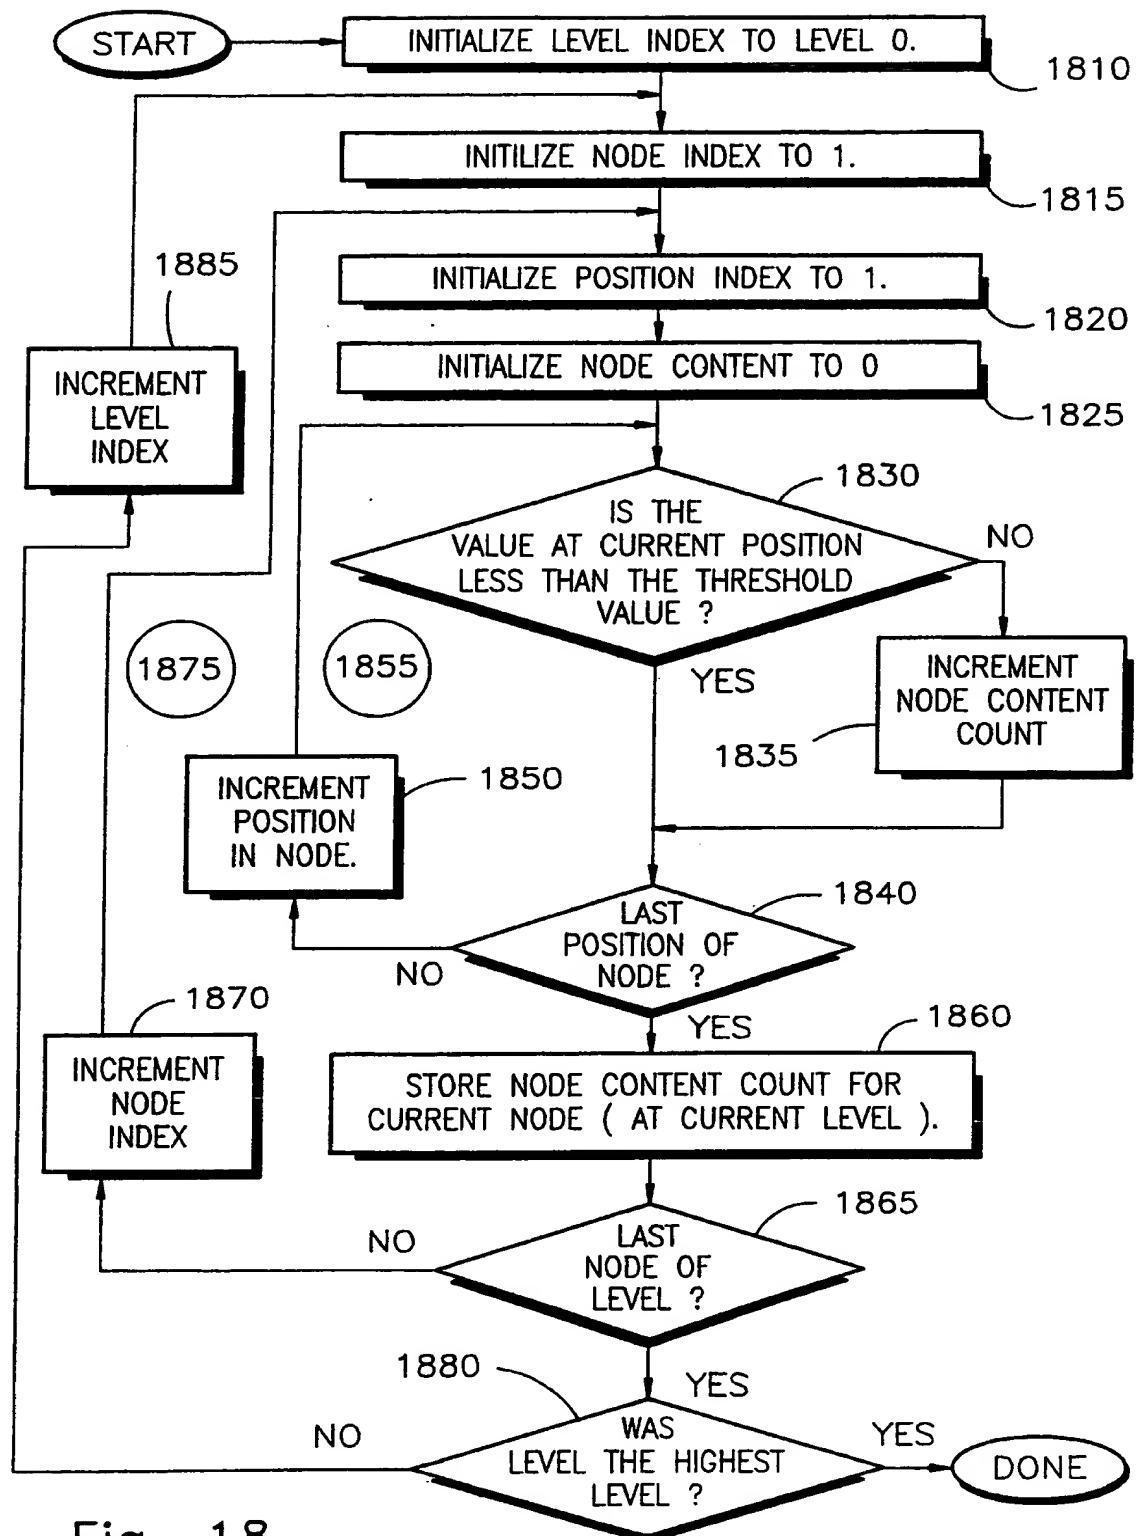 START
INITIALIZE LEVEL INDEX TO LEVEL 0.
1810
INITILIZE NODE INDEX TO 1.
1815
1885
INITIALIZE POSITION INDEX TO 1.
1820
INCREMENT
LEVEL
INDEX
INITIALIZE NODE CONTENT TO 0
1825
1830
IS THE
VALUE AT CURRENT POSITION
LESS THAN THE THRESHOLD
VALUE ?
NO
YES
1875
1855
INCREMENT
NODE CONTENT
COUNT
1835
INCREMENT
POSITION
IN NODE.
1850
1840
LAST
POSITION OF
NODE ?
NO
YES
1870
INCREMENT
NODE
INDEX
1860
STORE NODE CONTENT COUNT FOR
CURRENT NODE ( AT CURRENT LEVEL ).
1865
LAST
NODE OF
LEVEL ?
NO
YES
1880
WAS
LEVEL THE HIGHEST
LEVEL ?
NO
YES
DONE
Fig. 18